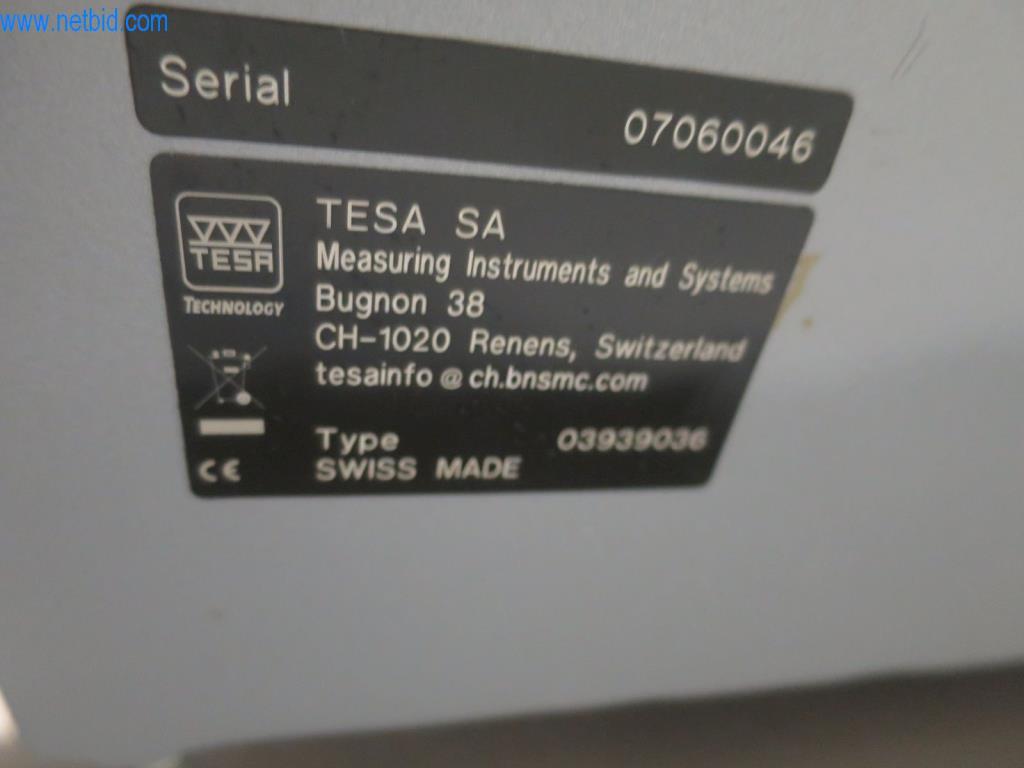 www.netbid.com
Serial
07060046
TESA
TECHNOLOGY
TESA SA
Measuring Instruments and Systems
Bugnon 38
CH-1020 Renens, Switzerland
tesainfo@ch.bnsmc.com
Type 03939036
CE SWISS MADE